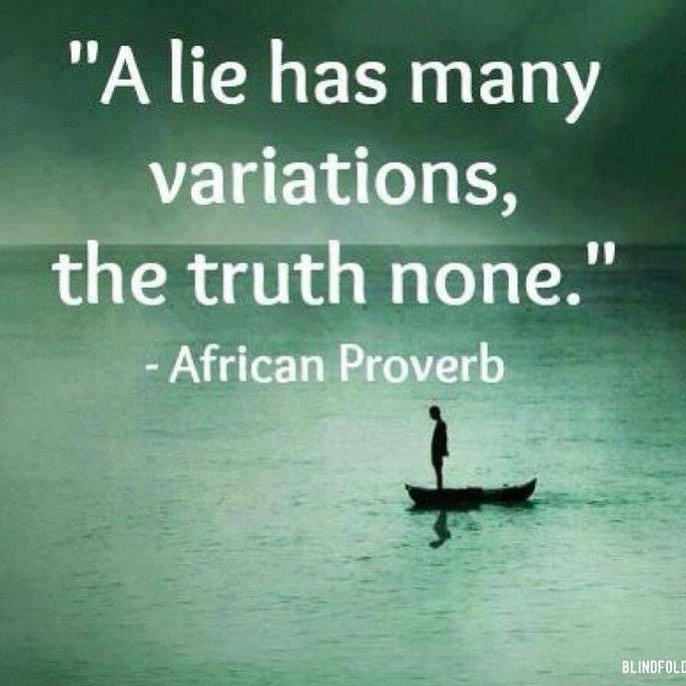 "A lie has many
variations,
the truth none."
- African Proverb
BLINDFOLD